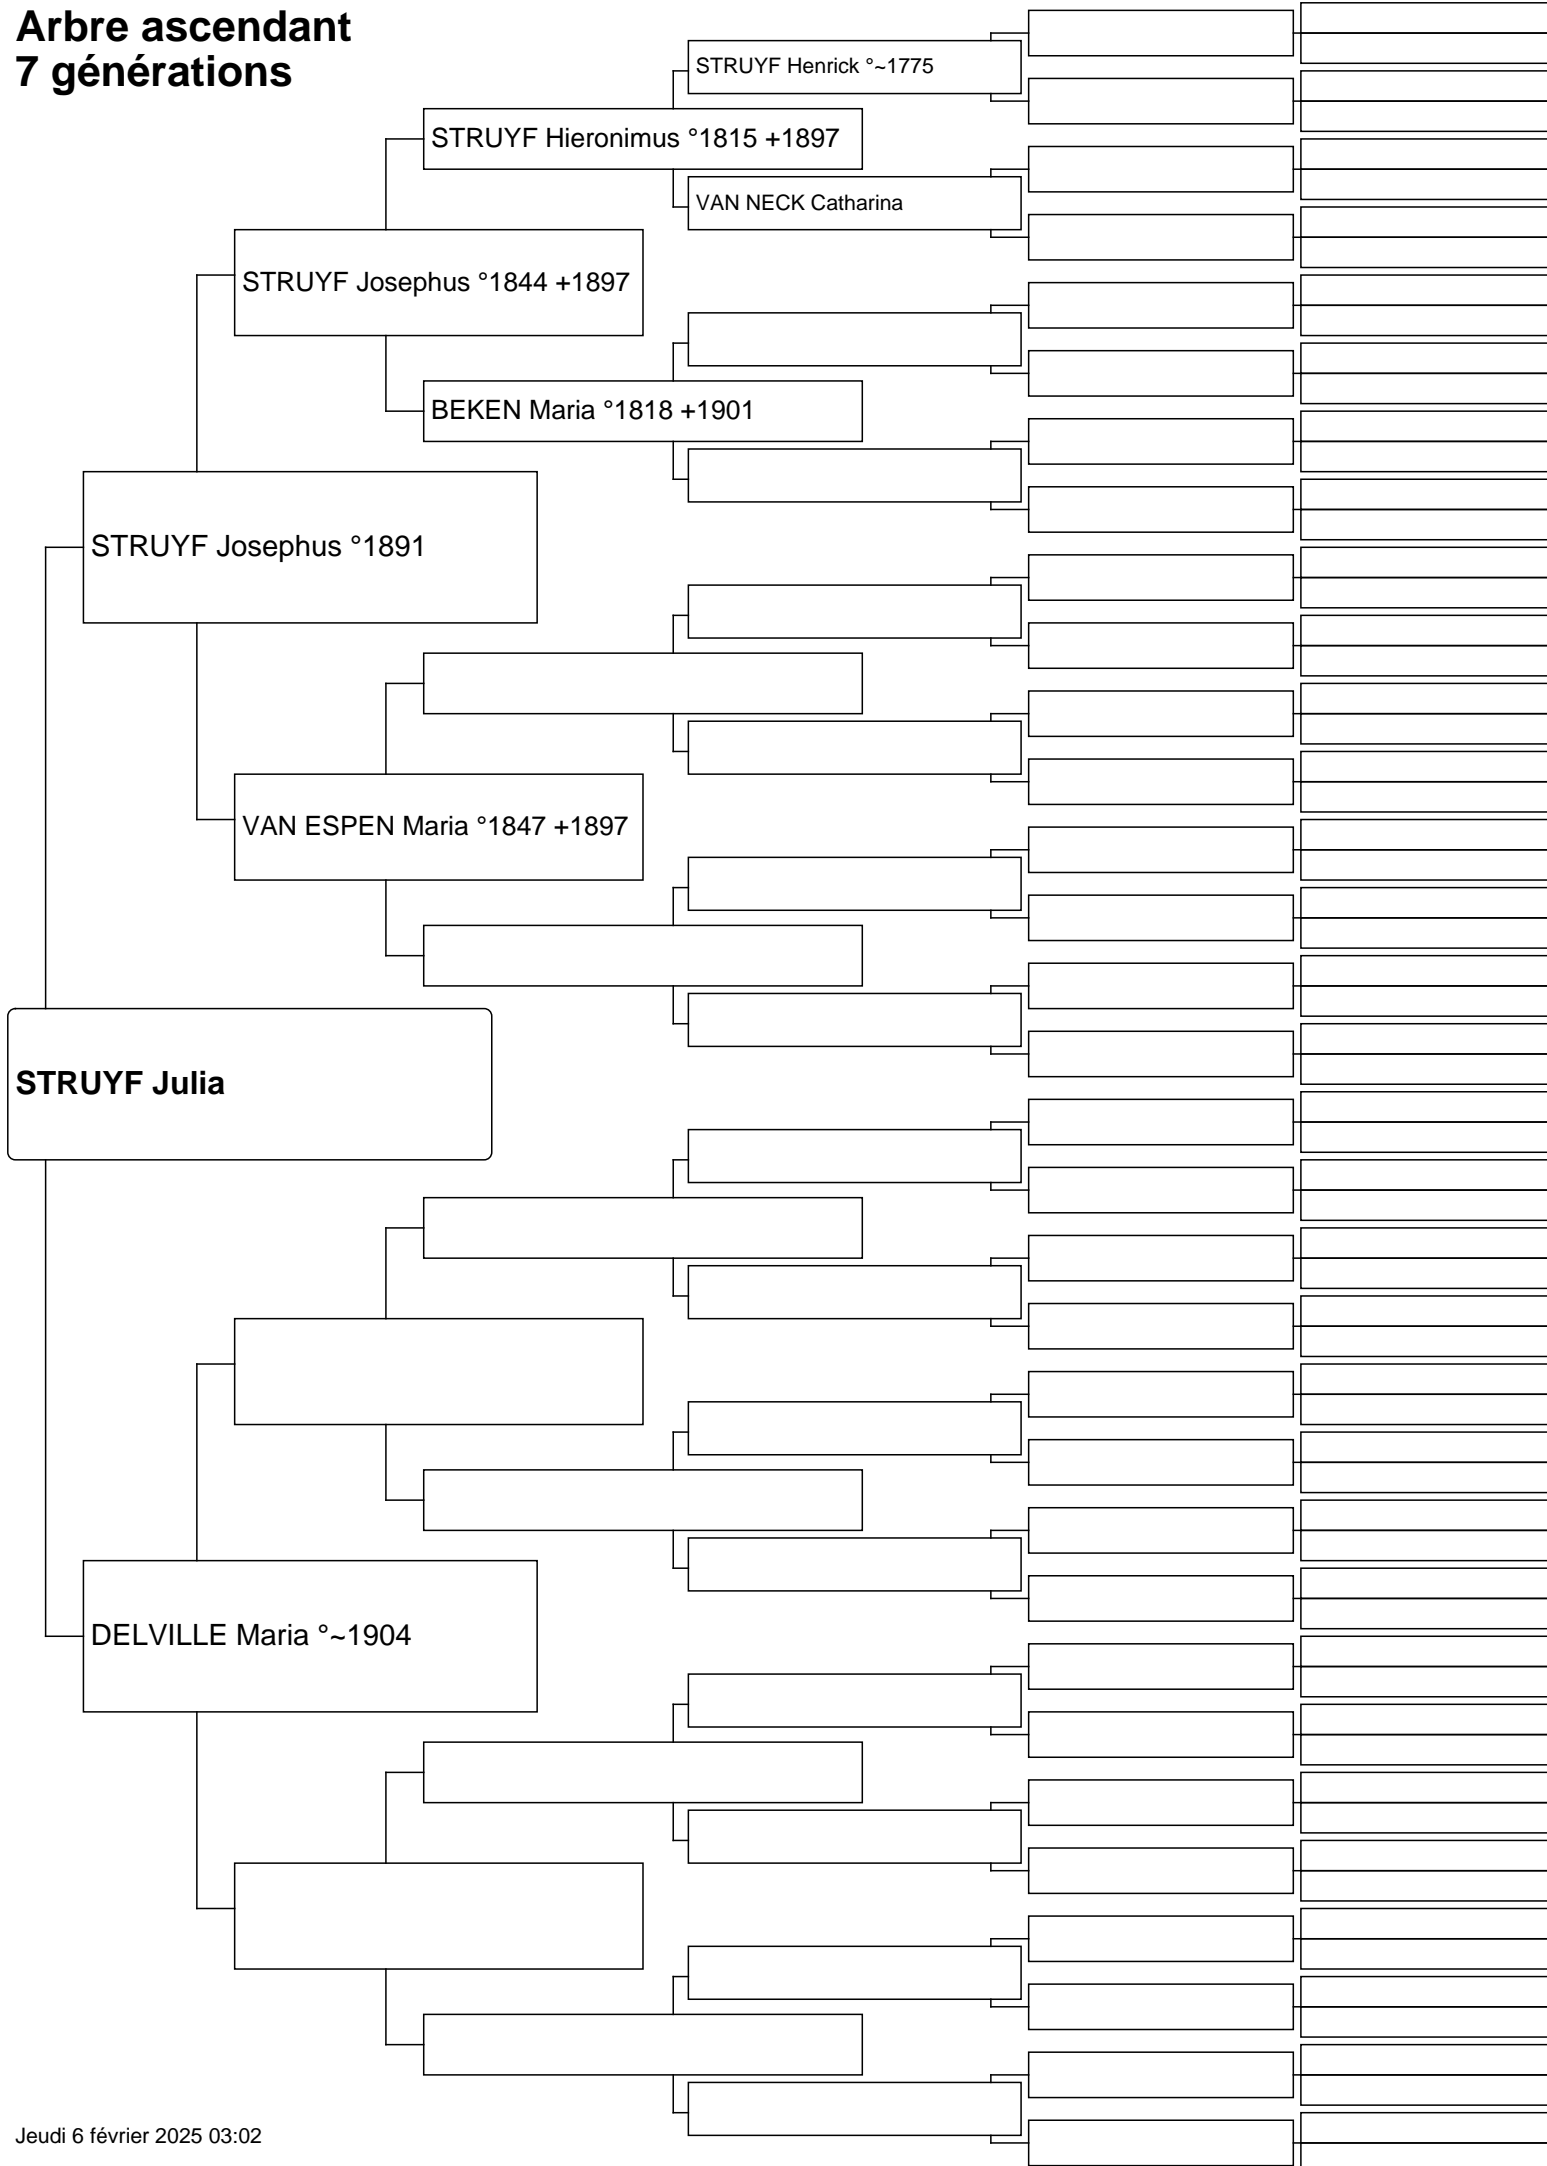 Arbre ascendant
7 générations
STRUYF Henrick °~1775
STRUYF Hieronimus °1815 +1897
VAN NECK Catharina
STRUYF Josephus °1844 +1897
BEKEN Maria °1818 +1901
STRUYF Josephus °1891
VAN ESPEN Maria °1847 +1897
STRUYF Julia
DELVILLE Maria °~1904
Jeudi 6 février 2025 03:02